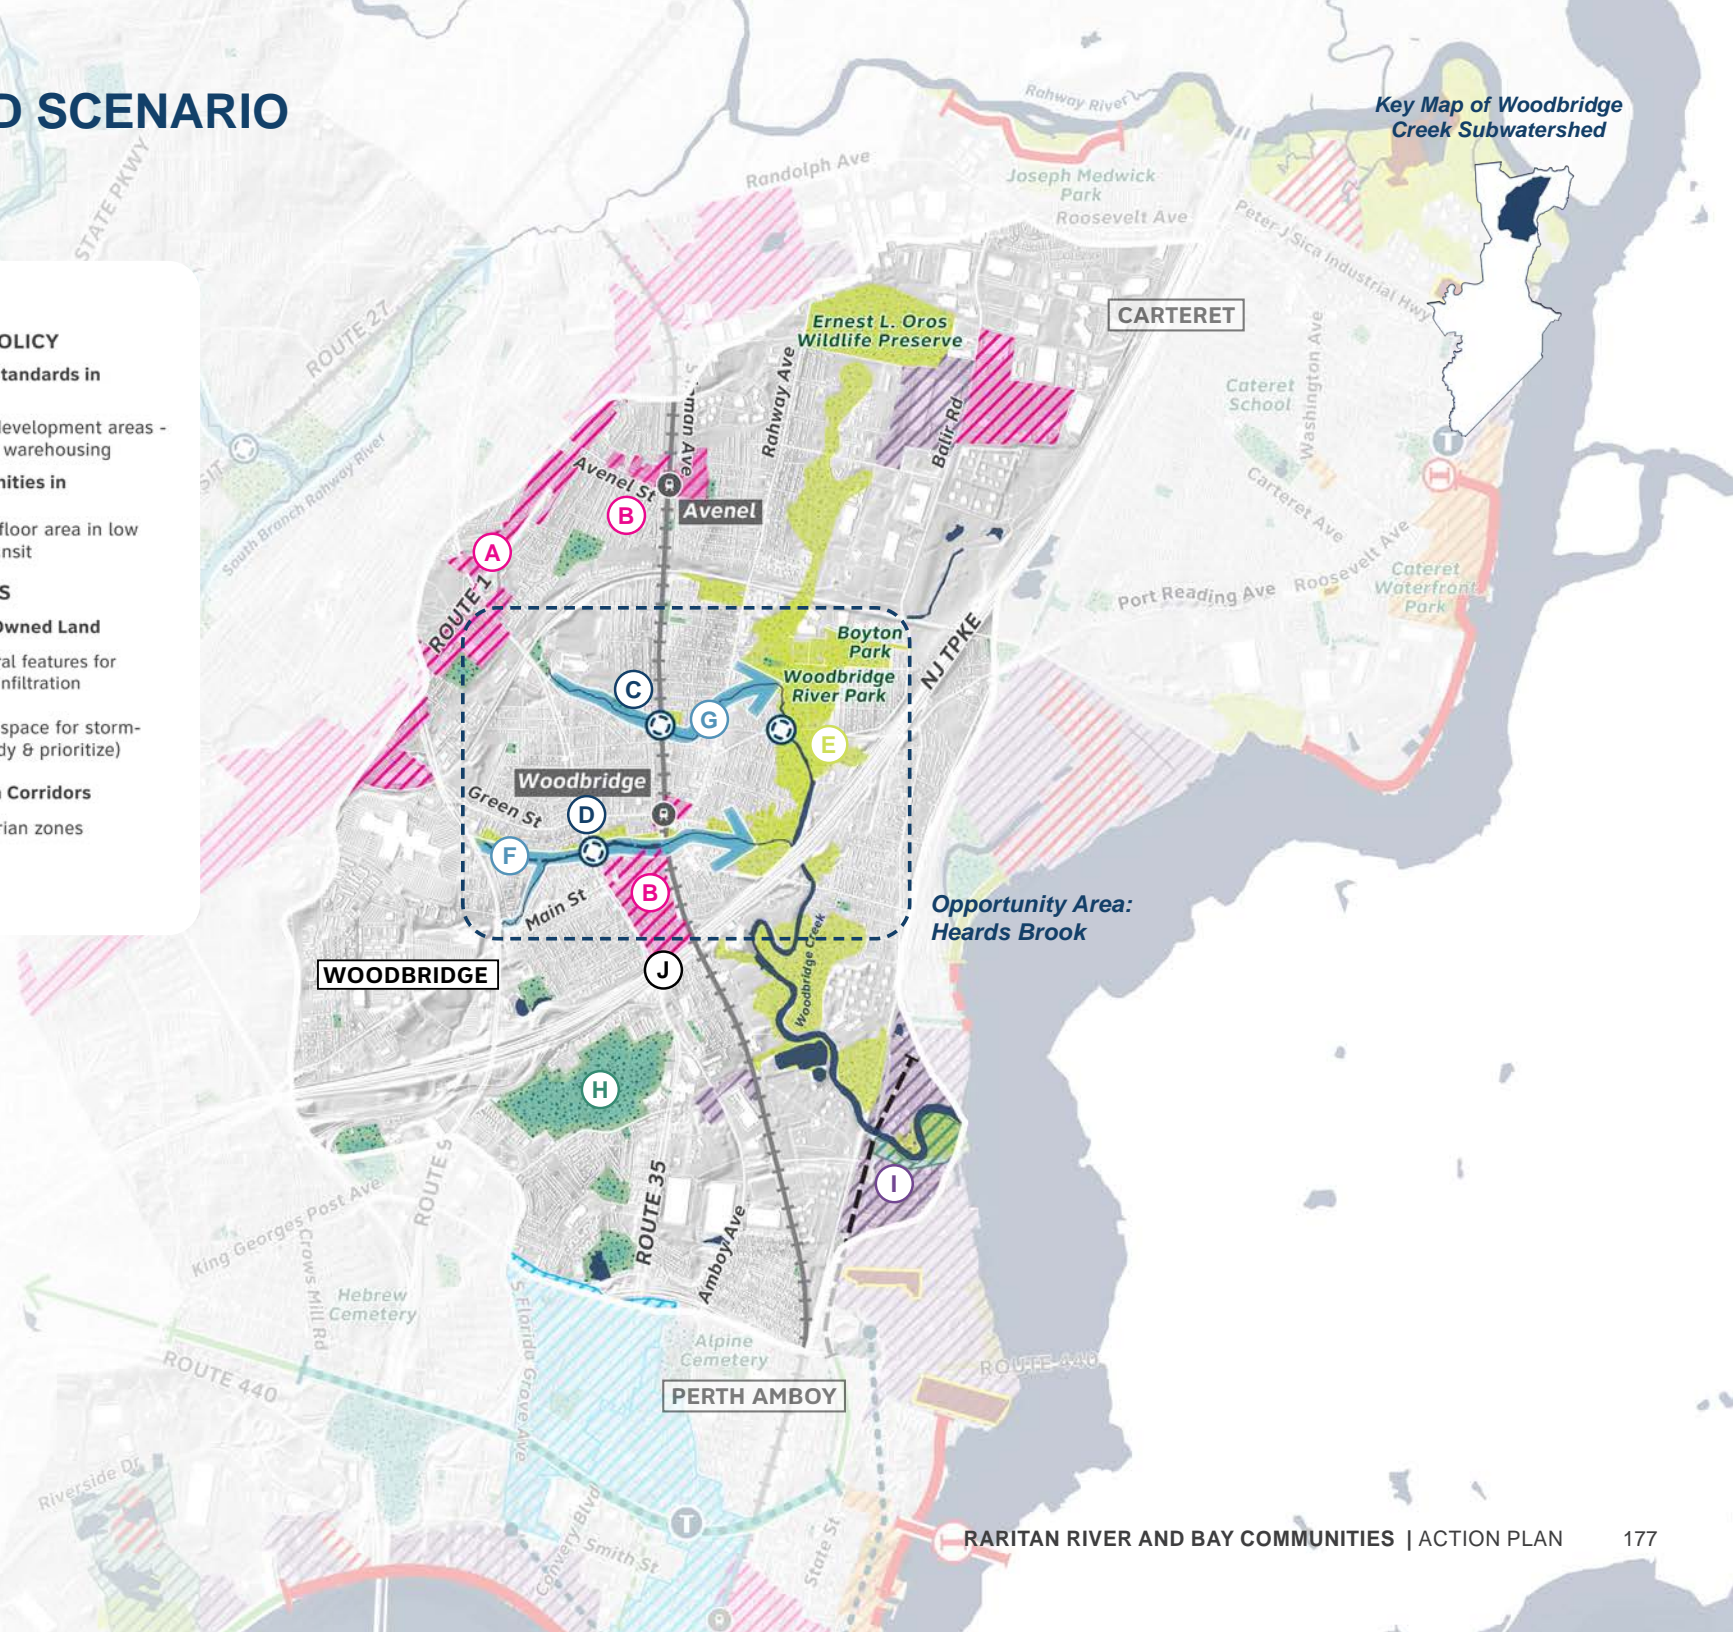 D SCENARIO
Key Map of Woodbridge
Creek Subwatershed
OLICY
tandards in
development areas -
warehousing
nities in
floor area in low
nsit
S
Owned Land
ral features for
nfiltration
space for storm-
dy & prioritize)
Corridors
rian zones
STATE PKWY
ROUTE 27
South Branch Rahway River
SIT
Rahway River
Randolph Ave
Joseph Medwick
Park
Roosevelt Ave
Peter J Sica Industrial Hwy
CARTERET
Ernest L. Oros
Wildlife Preserve
Rahway Ave
Balir Rd
Cateret
School
Washington Ave
Carteret Ave
Roosevelt Ave
Port Reading Ave
Cateret
Waterfront
Park
T
Avenel St
B
Avenel
A
ROUTE 1
NJ TPKE
Boyton
Park
Woodbridge
River Park
C
G
E
Woodbridge
Green St
D
F
B
Main St
Opportunity Area:
Heards Brook
WOODBRIDGE
J
Woodbridge Creek
H
I
ROUTE 35
Amboy Ave
King Georges Post Ave
Crows Mill Rd
ROUTE 9
Hebrew
Cemetery
S Florida Grove Ave
Alpine
Cemetery
PERTH AMBOY
ROUTE 440
ROUTE 440
Riverside Dr
Convery Blvd
Smith St
State St
T
RARITAN RIVER AND BAY COMMUNITIES | ACTION PLAN 177